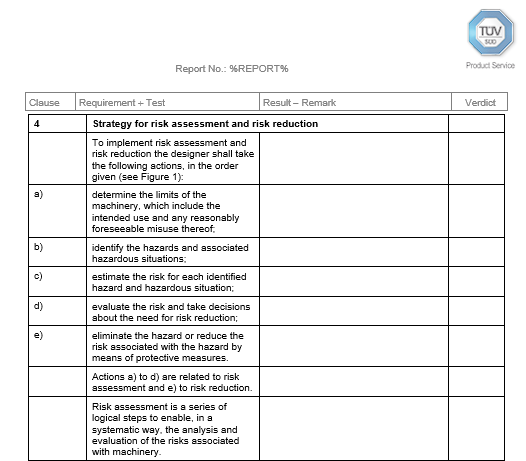 TÜV
SÜD
Product Service
Report No.: %REPORT%
Clause Requirement ÷ Test Result – Remark Verdict
4 Strategy for risk assessment and risk reduction
To implement risk assessment and
risk reduction the designer shall take
the following actions, in the order
given (see Figure 1):
a) determine the limits of the
machinery, which include the
intended use and any reasonably
foreseeable misuse thereof;
b) identify the hazards and associated
hazardous situations;
c) estimate the risk for each identified
hazard and hazardous situation;
d) evaluate the risk and take decisions
about the need for risk reduction;
e) eliminate the hazard or reduce the
risk associated with the hazard by
means of protective measures.
Actions a) to d) are related to risk
assessment and e) to risk reduction.
Risk assessment is a series of
logical steps to enable, in a
systematic way, the analysis and
evaluation of the risks associated
with machinery.